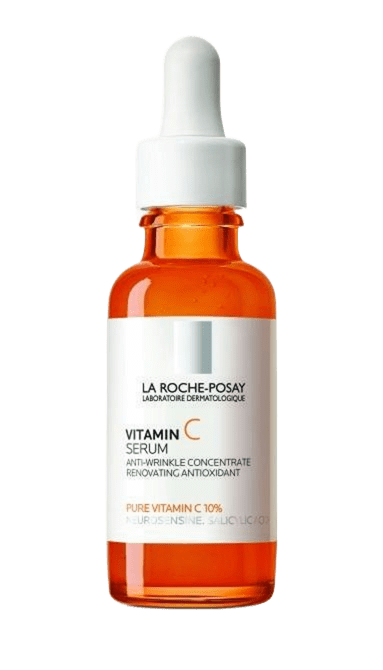 LA ROCHE-POSAY
LABORATOIRE DERMATOLOGIQUE
VITAMIN C
SERUM
ANTI-WRINKLE CONCENTRATE
RENOVATING ANTIOXIDANT
PURE VITAMIN C 10%
NEUROSENSINE, SALICYLIC